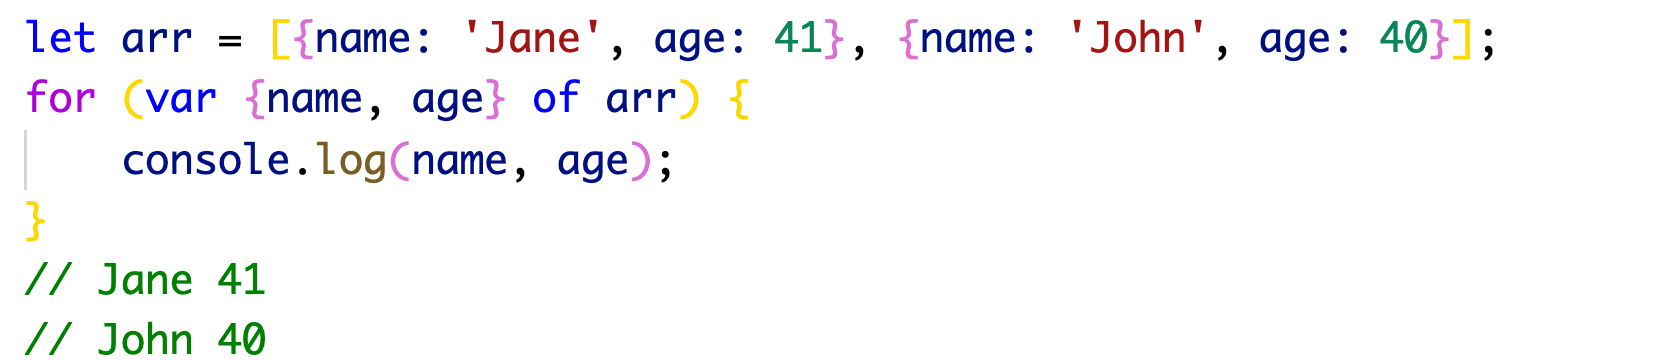 let arr = [{name: 'Jane', age: 41}, {name: 'John', age: 40}];
for (var {name, age} of arr) {
    console.log(name, age);
}
// Jane 41
// John 40